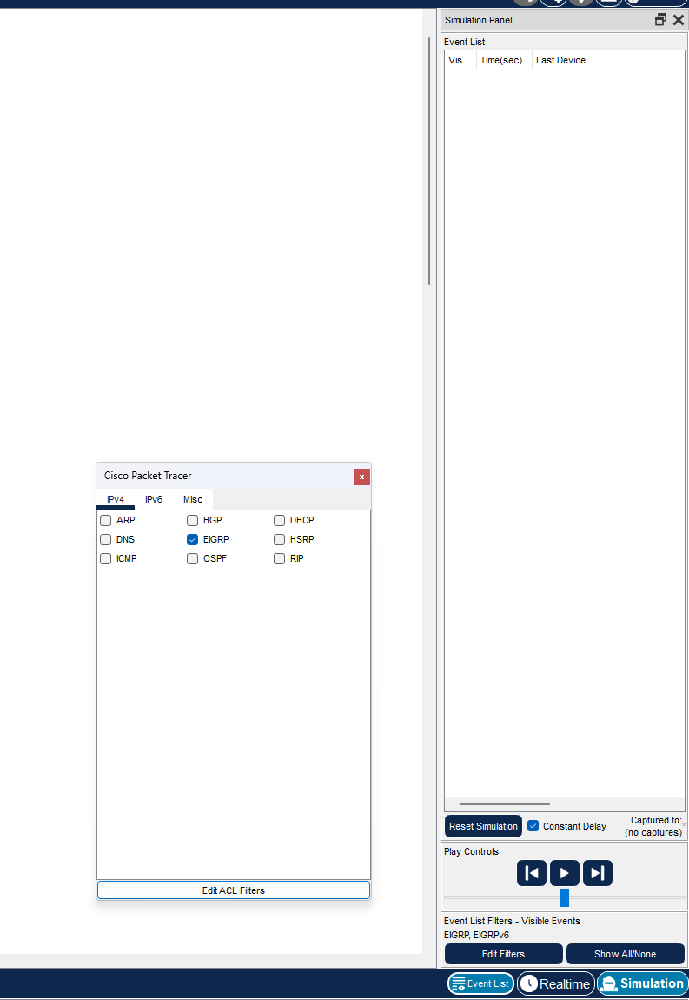 Simulation Panel
Event List
Vis. Time(sec) Last Device
Cisco Packet Tracer
x
IPv4 IPv6 Misc
ARP BGP DHCP
DNS EIGRP HSRP
ICMP OSPF RIP
Edit ACL Filters
Reset Simulation Constant Delay Captured to:*
(no captures)
Play Controls
Event List Filters - Visible Events
EIGRP, EIGRPv6
Edit Filters Show All/None
Event List Realtime Simulation